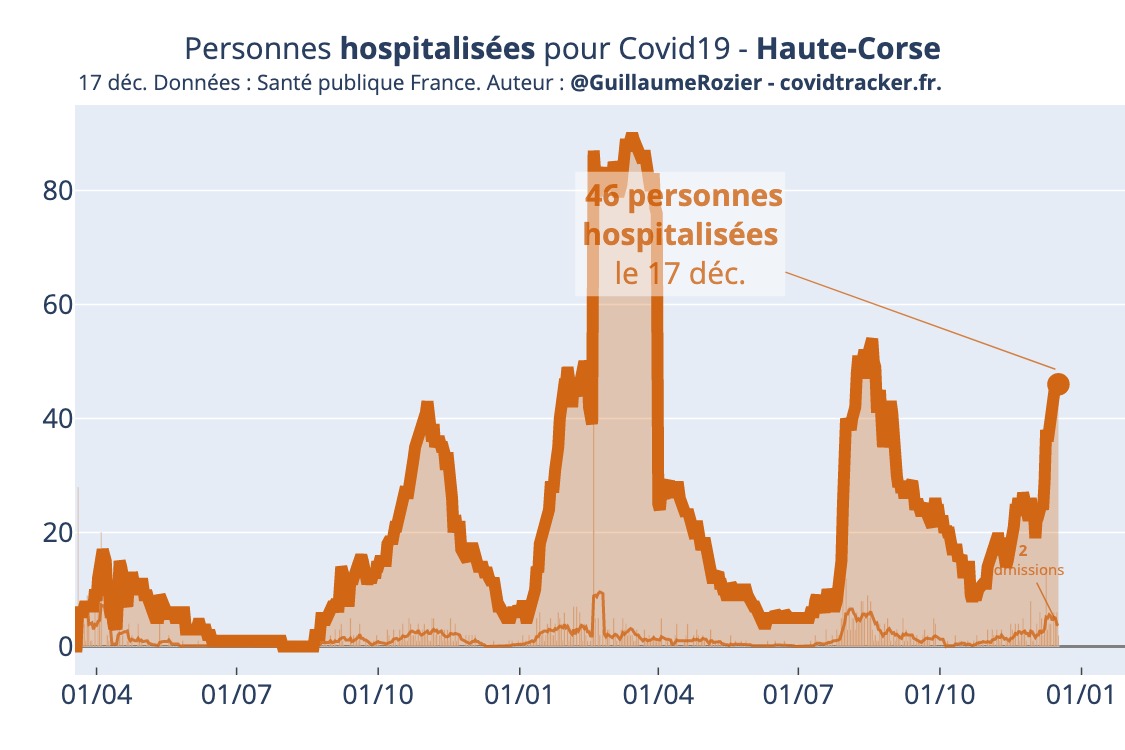 Personnes hospitalisées pour Covid19 - Haute-Corse
17 déc. Données : Santé publique France. Auteur : @GuillaumeRozier - covidtracker.fr.
80
60
40
20
0
46 personnes
hospitalisées
le 17 déc.
2
admissions
01/04 01/07 01/10 01/01 01/04 01/07 01/10 01/01